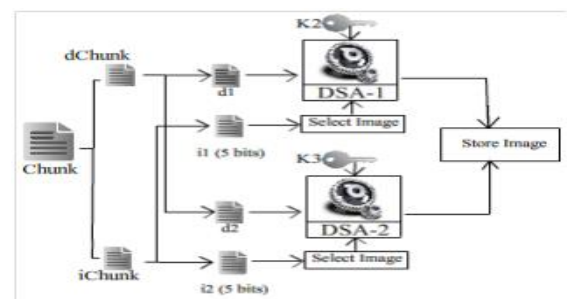 K2
dChunk
d1
DSA-1
Select Image
i1 (5 bits)
Store Image
Chunk
K3
d2
DSA-2
Select Image
iChunk
i2 (5 bits)